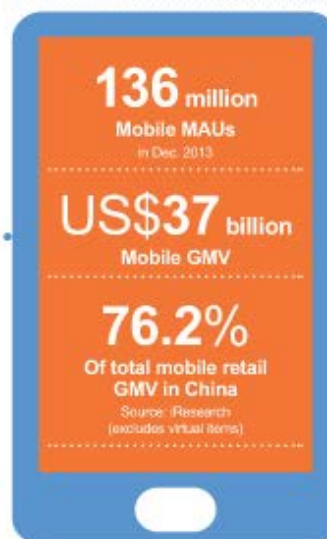 136 million
Mobile MAUs
in Dec. 2013
US$37 billion
Mobile GMV
76.2%
Of total mobile retail
GMV in China
Source: iResearch
(excludes virtual items)